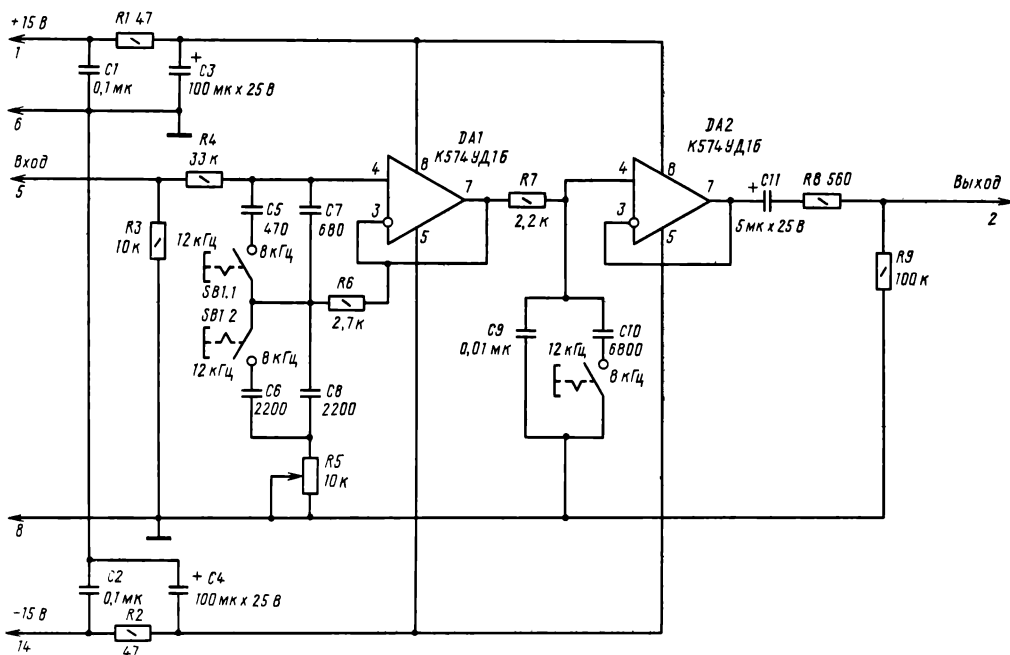 +15 В
R1 47
1
C1
0,1 мк
+
C3
100 мк x 25 В
6
R4
33 к
Вход
5
DA1
К574 УД1Б
4
8
7
3
5
R7
2,2 к
DA2
К574 УД1Б
4
8
7
3
5
+ C11
5 мк x 25 В
R8 560
Выход
2
R3
10 к
C5
470
C7
680
12 кГц
8 кГц
SB1.1
SB1 2
12 кГц
8 кГц
R6
2,7 к
C6
2200
C8
2200
R5
10 к
C9
0,01 мк
C10
6800
12 кГц
8 кГц
R9
100 к
8
C2
0,1 мк
+ C4
100 мк x 25 В
-15 В
14
R2
47